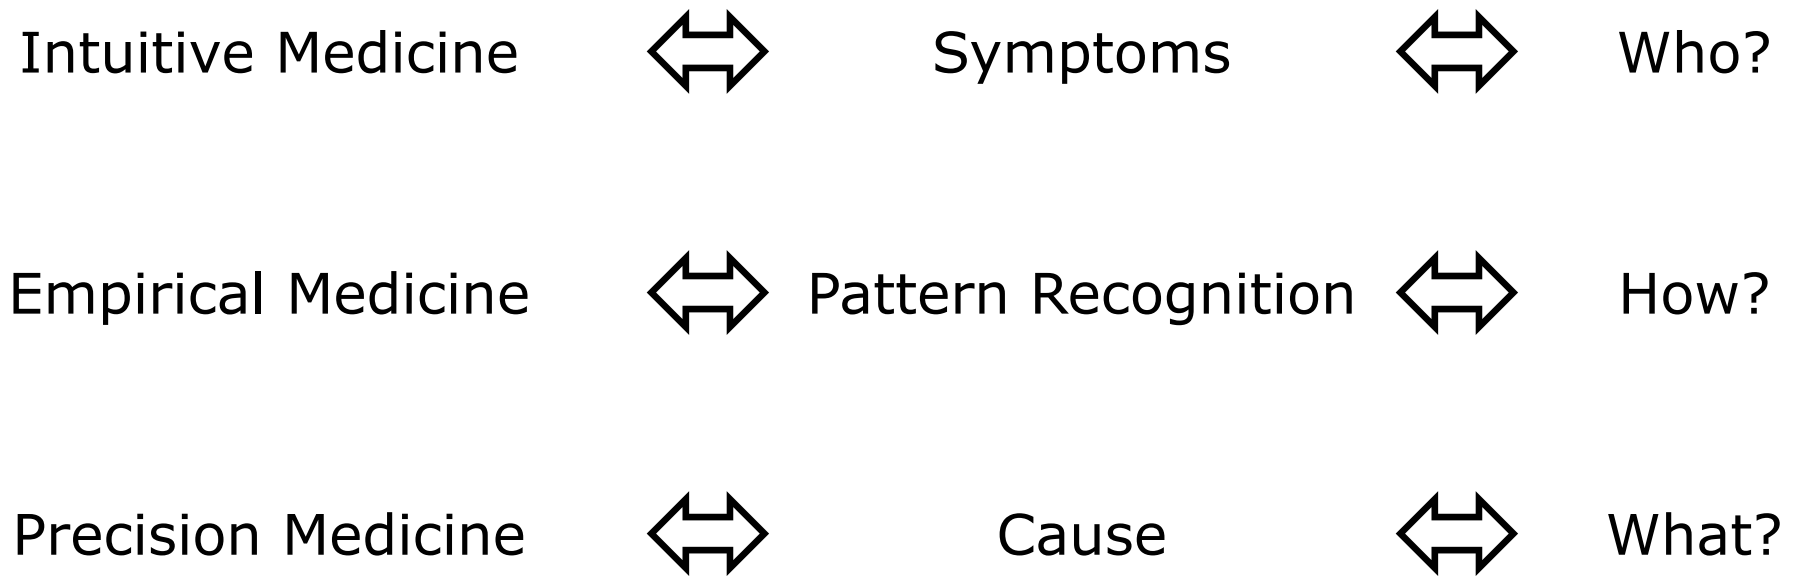 Intuitive Medicine Symptoms Who?
Empirical Medicine Pattern Recognition How?
Precision Medicine Cause What?